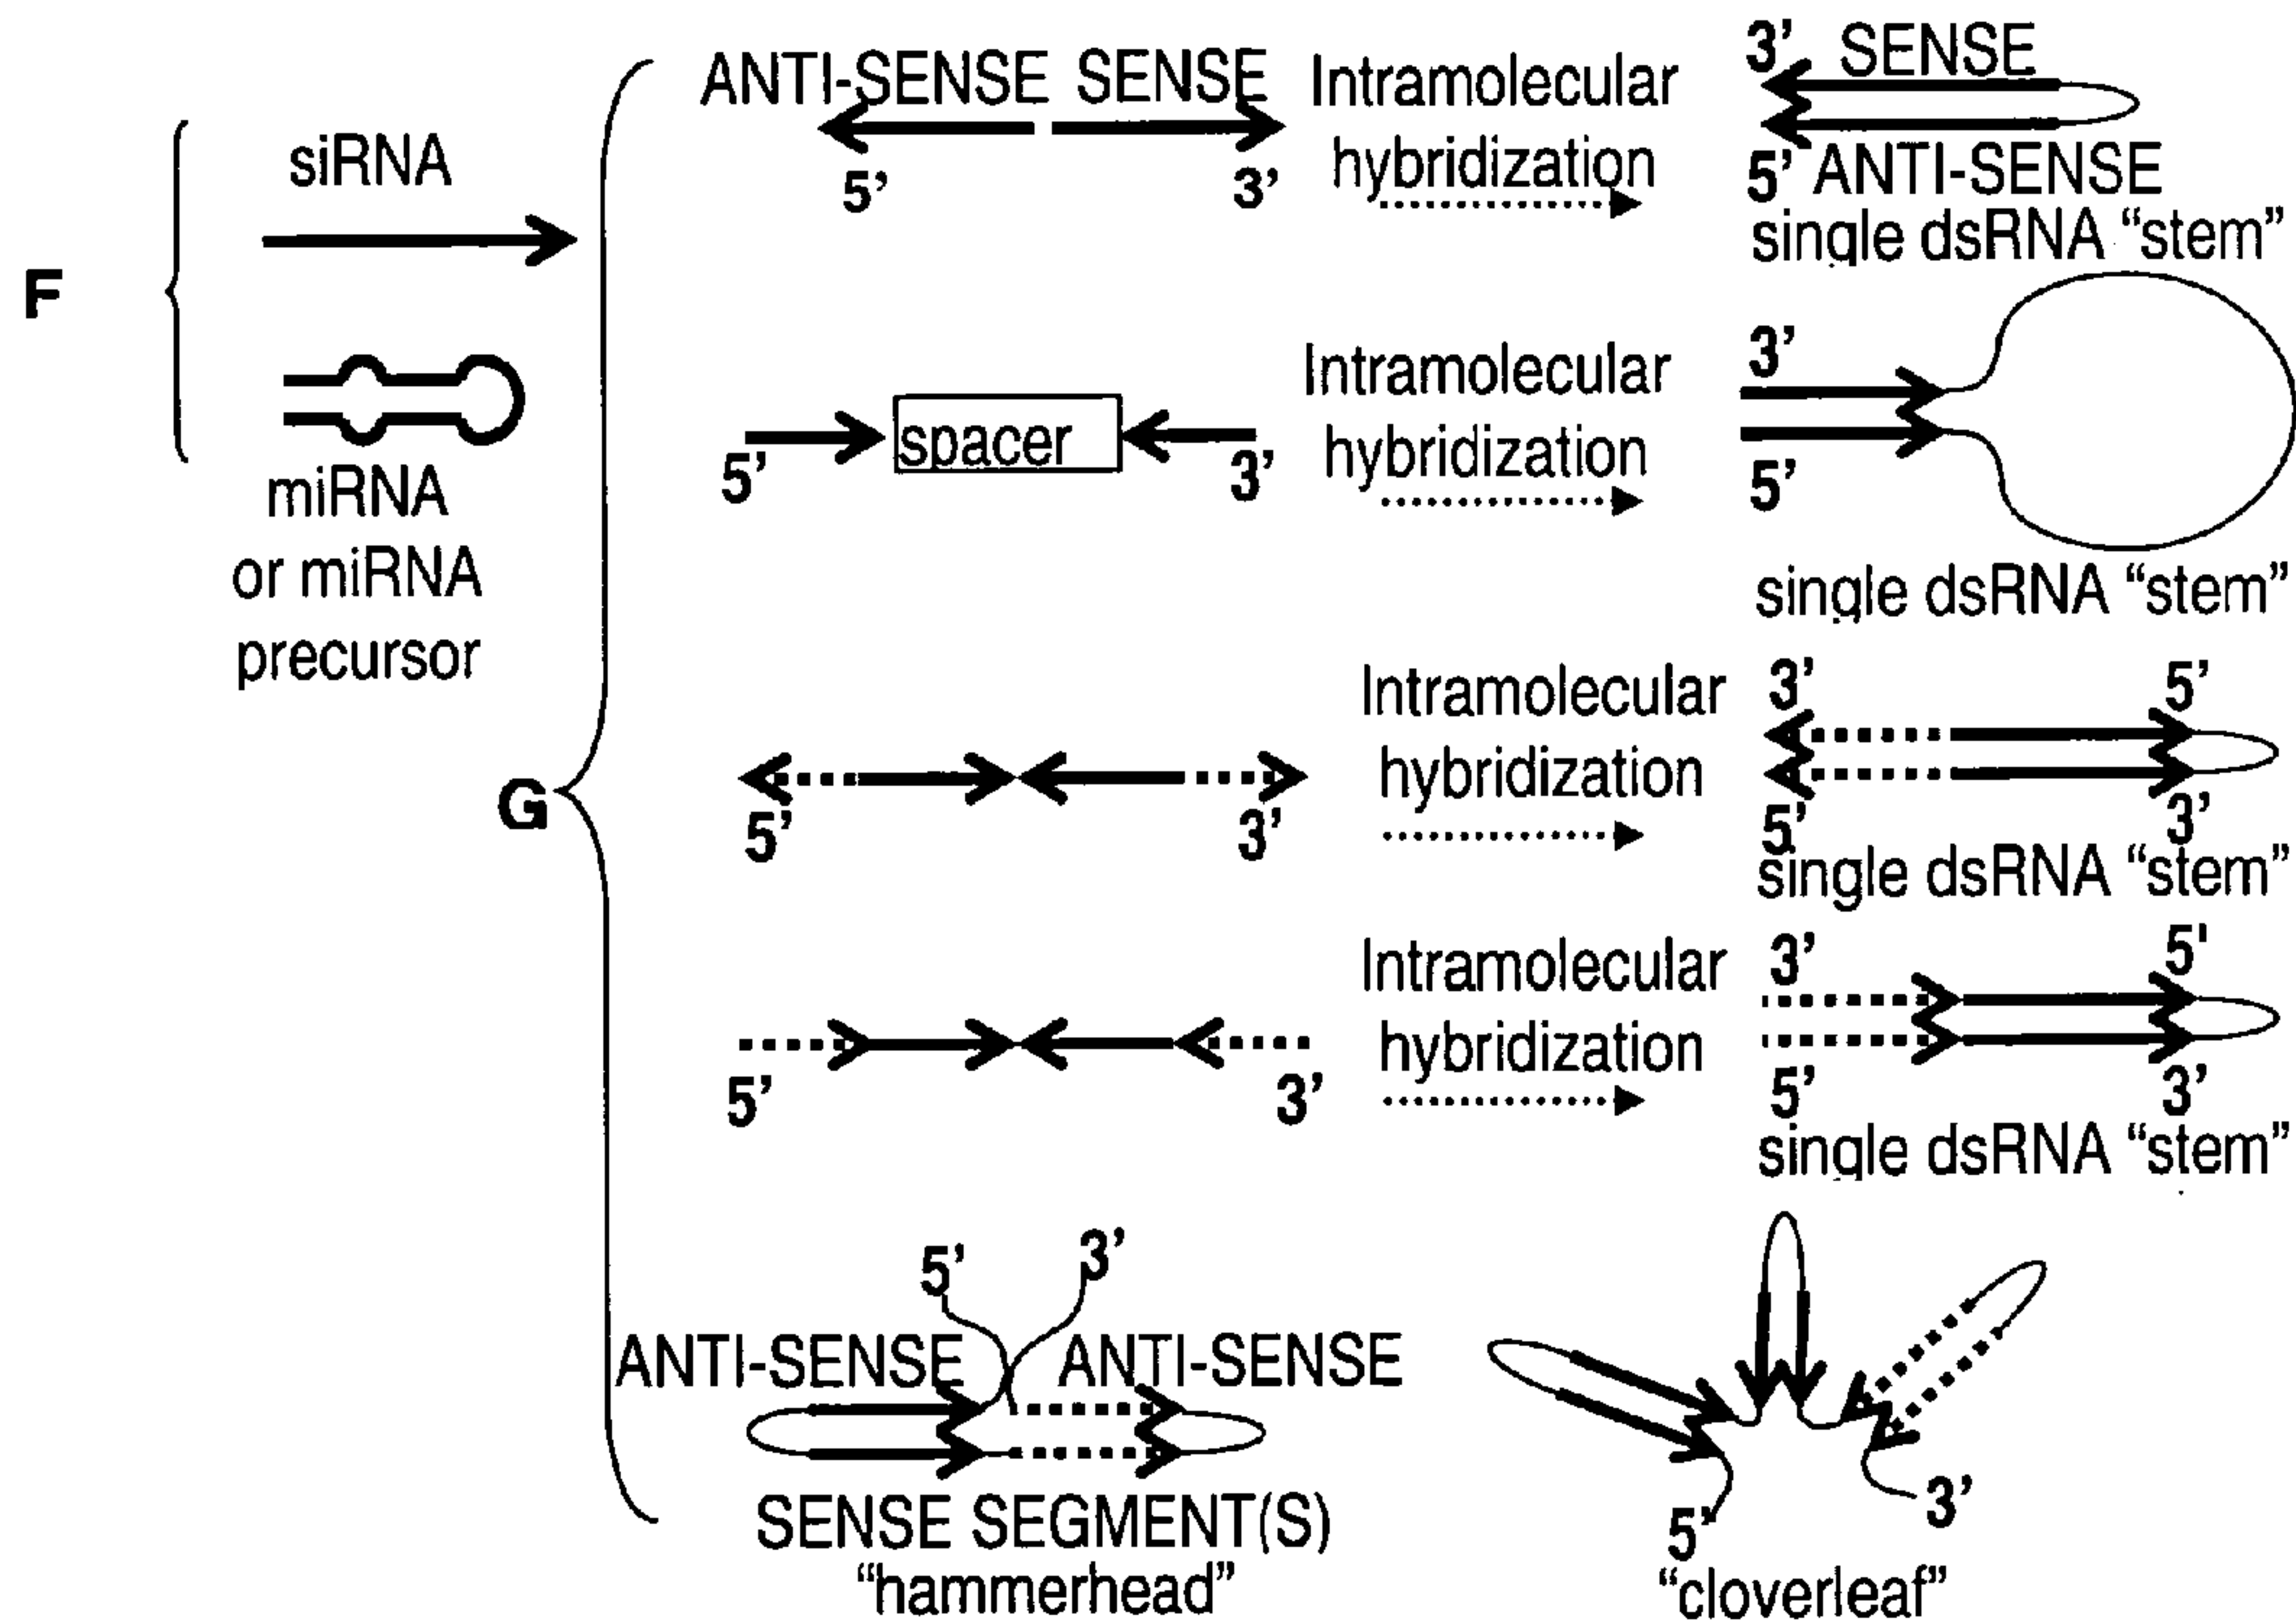 F
siRNA
miRNA
or miRNA
precursor
G
ANTI-SENSE SENSE
5’ 3’
Intramolecular
hybridization
3’ SENSE
5’ ANTI-SENSE
single dsRNA “stem”
5’ spacer 3’
Intramolecular
hybridization
3’
5’
single dsRNA “stem”
5’ 3’
Intramolecular
hybridization
3’ 5’
5’ 3’
single dsRNA “stem”
5’ 3’
Intramolecular
hybridization
3’ 5'
5’ 3’
single dsRNA “stem”
5’ 3’
ANTI-SENSE ANTI-SENSE
SENSE SEGMENT(S)
“hammerhead”
5’ 3’
“cloverleaf”